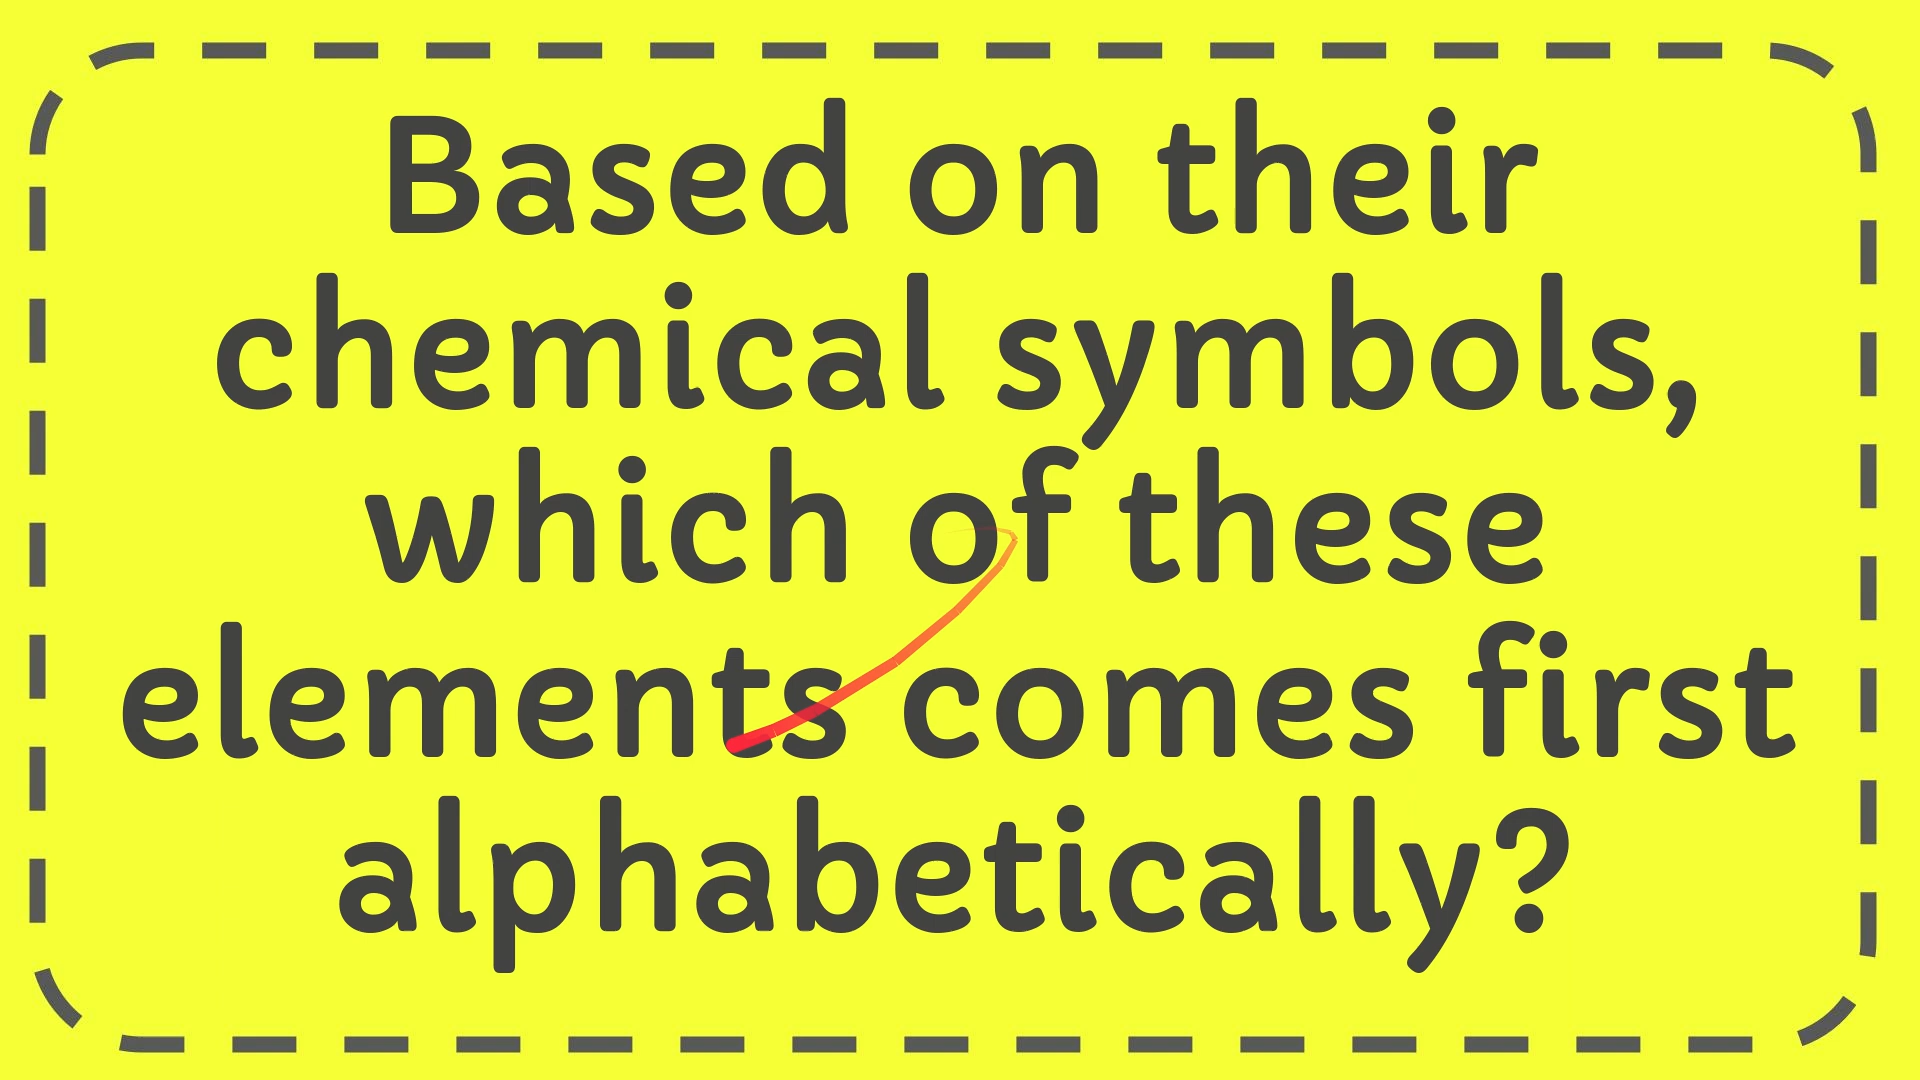 Based on their
chemical symbols,
which of these
elements comes first
alphabetically?